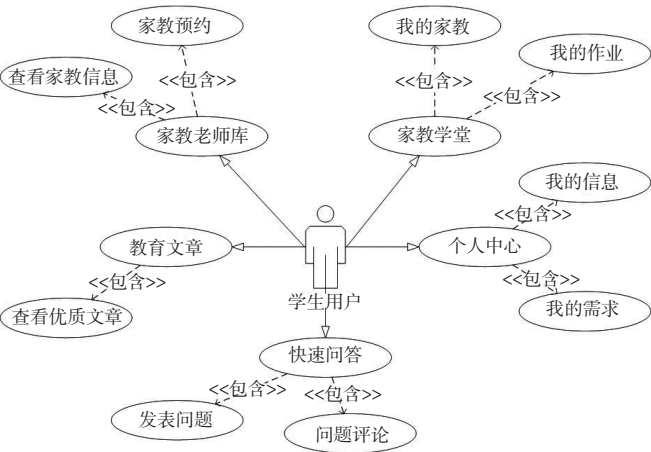 家教预约
我的家教
我的作业
查看家教信息
<<包含>>
<<包含>>
<<包含>>
<<包含>>
家教老师库
家教学堂
我的信息
<<包含>>
教育文章
个人中心
<<包含>>
<<包含>>
学生用户
查看优质文章
我的需求
快速问答
<<包含>>
<<包含>>
发表问题
问题评论